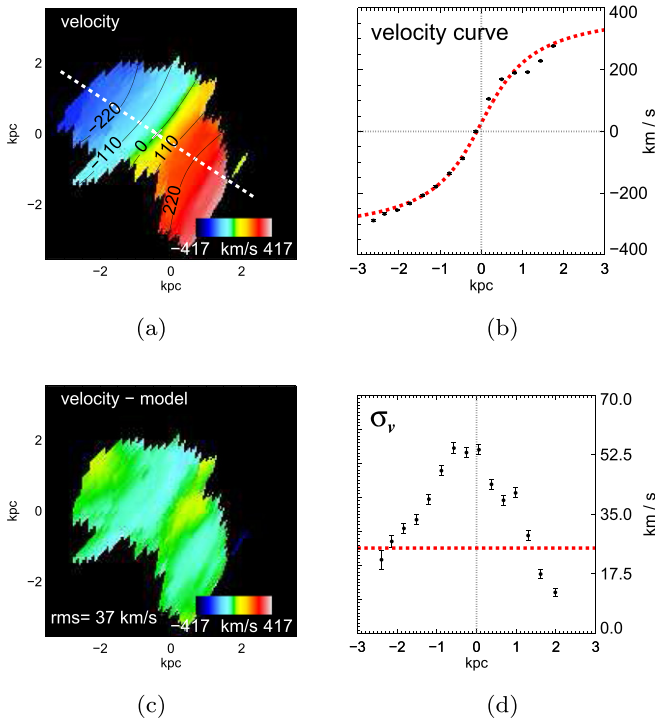 velocity
2
0
−2
kpc
−220
−110
0
110
220
−417 km/s 417
−2 0 2
kpc
(a)
velocity curve
400
200
0
−200
−400
km / s
−3 −2 −1 0 1 2 3
kpc
(b)
velocity − model
2
0
−2
kpc
rms= 37 km/s
−417 km/s 417
−2 0 2
kpc
(c)
σv
70.0
52.5
35.0
17.5
0.0
km / s
−3 −2 −1 0 1 2 3
kpc
(d)